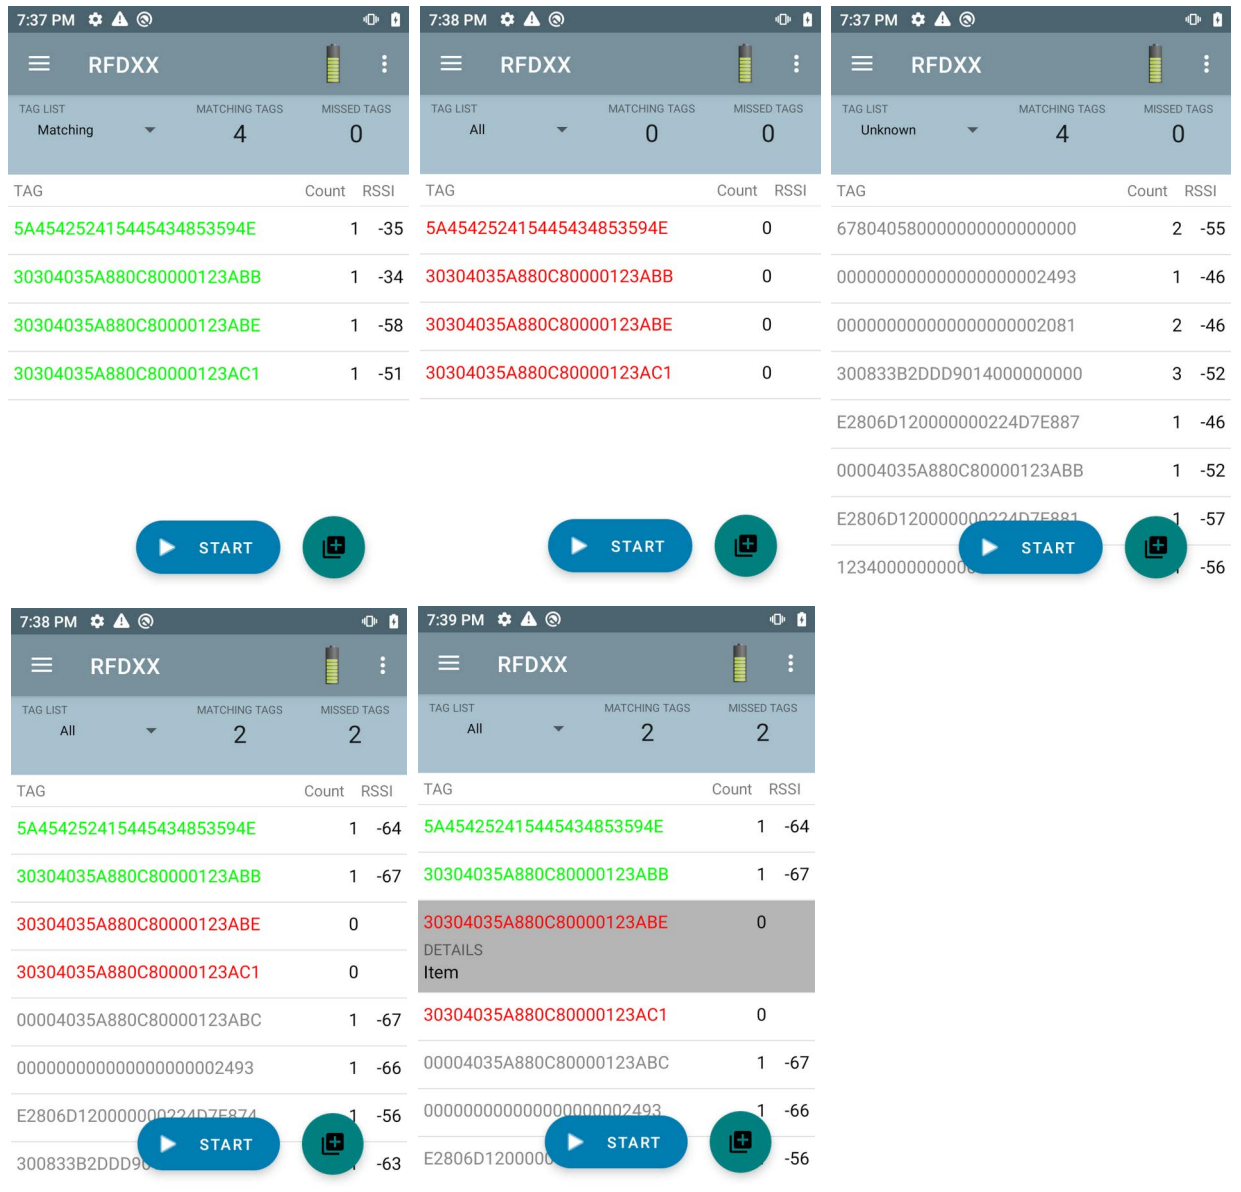 7:37 PM
RFDXX
TAG LIST MATCHING TAGS MISSED TAGS
Matching 4 0
TAG Count RSSI
5A454252415445434853594E 1 -35
30304035A880C80000123ABB 1 -34
30304035A880C80000123ABE 1 -58
30304035A880C80000123AC1 1 -51
START
7:38 PM
RFDXX
TAG LIST MATCHING TAGS MISSED TAGS
All 0 0
TAG Count RSSI
5A454252415445434853594E 0
30304035A880C80000123ABB 0
30304035A880C80000123ABE 0
30304035A880C80000123AC1 0
START
7:37 PM
RFDXX
TAG LIST MATCHING TAGS MISSED TAGS
Unknown 4 0
TAG Count RSSI
678040580000000000000000 2 -55
000000000000000000002493 1 -46
000000000000000000002081 2 -46
300833B2DDD9014000000000 3 -52
E2806D120000000224D7E887 1 -46
00004035A880C80000123ABB 1 -52
E2806D120000000224D7E881 1 -57
START
-56
7:38 PM
RFDXX
TAG LIST MATCHING TAGS MISSED TAGS
All 2 2
TAG Count RSSI
5A454252415445434853594E 1 -64
30304035A880C80000123ABB 1 -67
30304035A880C80000123ABE 0
30304035A880C80000123AC1 0
00004035A880C80000123ABC 1 -67
000000000000000000002493 1 -66
E2806D120000000224D7E874 1 -56
START
-63
7:39 PM
RFDXX
TAG LIST MATCHING TAGS MISSED TAGS
All 2 2
TAG Count RSSI
5A454252415445434853594E 1 -64
30304035A880C80000123ABB 1 -67
30304035A880C80000123ABE 0
DETAILS
Item
30304035A880C80000123AC1 0
00004035A880C80000123ABC 1 -67
000000000000000000002493 1 -66
START
-56